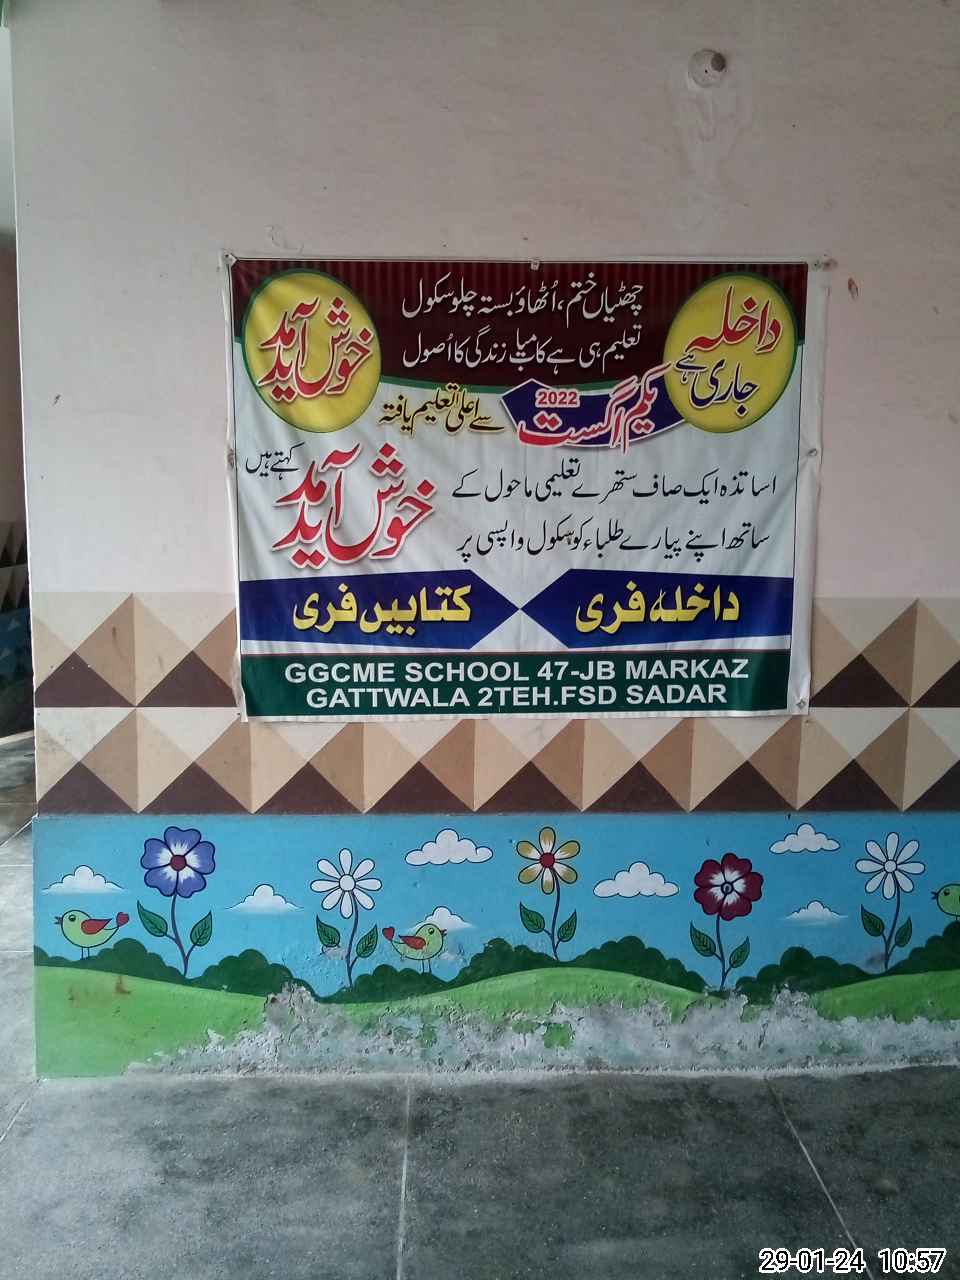 داخلہ
جاری ہے
چھٹیاں ختم، اُٹھاؤ بستہ چلو سکول
تعلیم ہی ہے کامیاب زندگی کا اُصول
خوش آمدید
یکم اگست 2022 سے اعلیٰ تعلیم یافتہ
اساتذہ ایک صاف ستھرے تعلیمی ماحول کے
ساتھ اپنے پیارے طلباء کو سکول واپسی پر
خوش آمدید کہتے ہیں
داخلہ فری
کتابیں فری
GGCME SCHOOL 47-JB MARKAZ
GATTWALA 2TEH.FSD SADAR
29-01-24 10:57